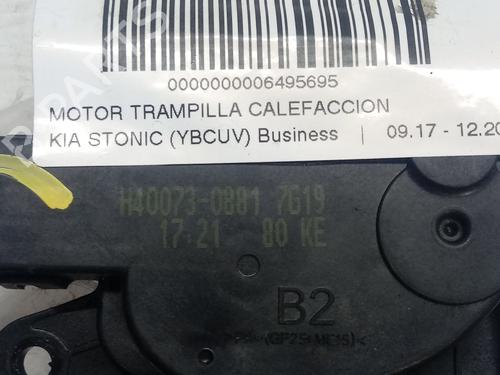 0000000006495695
MOTOR TRAMPILLA CALEFACCION
KIA STONIC (YBCUV) Business | 09.17 - 12.20
H40073-0881 7G19
17:21 80 KE
B2